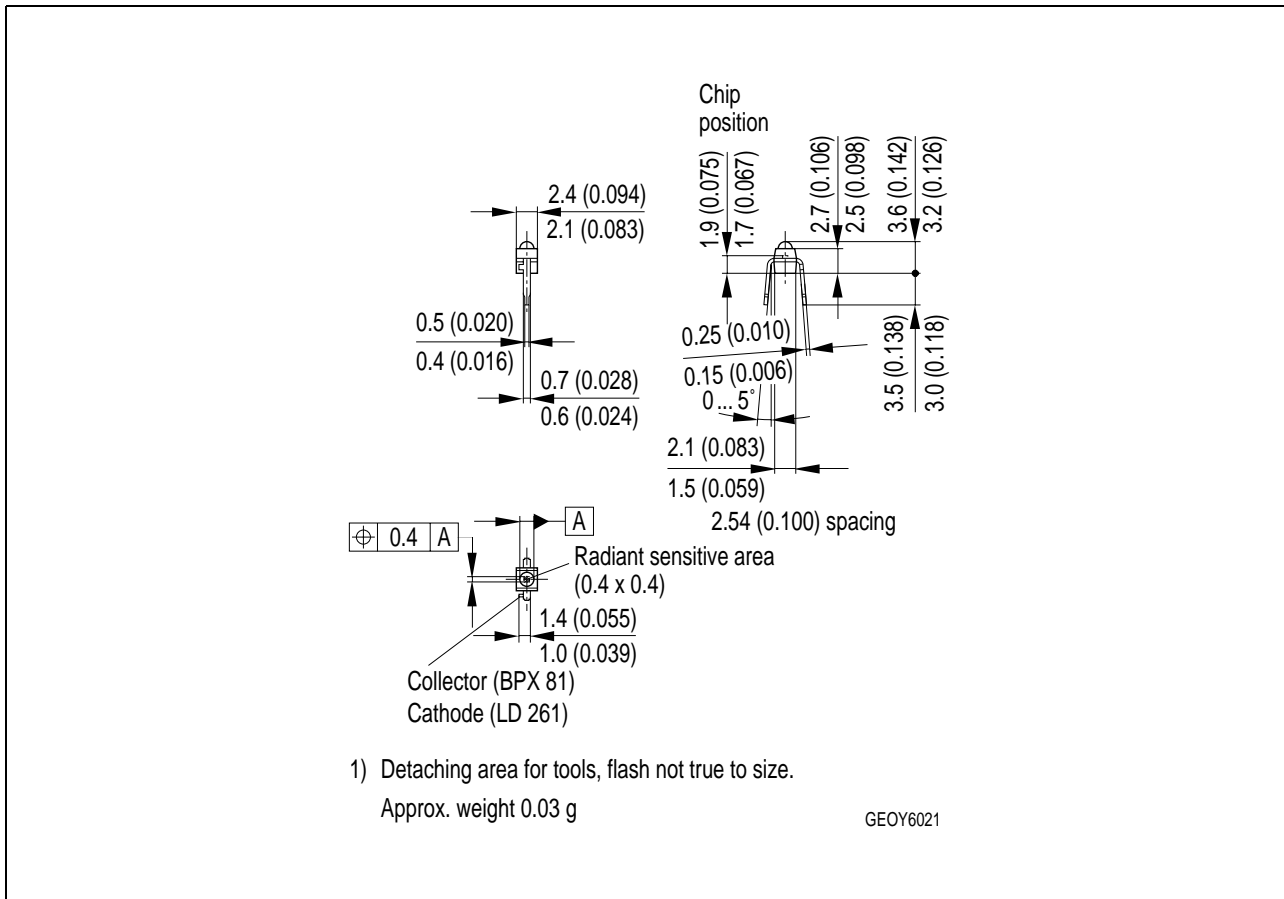 Chip
position
1.9 (0.075)
1.7 (0.067)
2.7 (0.106)
2.5 (0.098)
3.6 (0.142)
3.2 (0.126)
2.4 (0.094)
2.1 (0.083)
0.5 (0.020)
0.4 (0.016)
0.7 (0.028)
0.6 (0.024)
0.25 (0.010)
0.15 (0.006)
0 ... 5°
3.5 (0.138)
3.0 (0.118)
2.1 (0.083)
1.5 (0.059)
2.54 (0.100) spacing
⌖ 0.4 A
A
Radiant sensitive area
(0.4 x 0.4)
1.4 (0.055)
1.0 (0.039)
Collector (BPX 81)
Cathode (LD 261)
1) Detaching area for tools, flash not true to size.
Approx. weight 0.03 g
GEOY6021